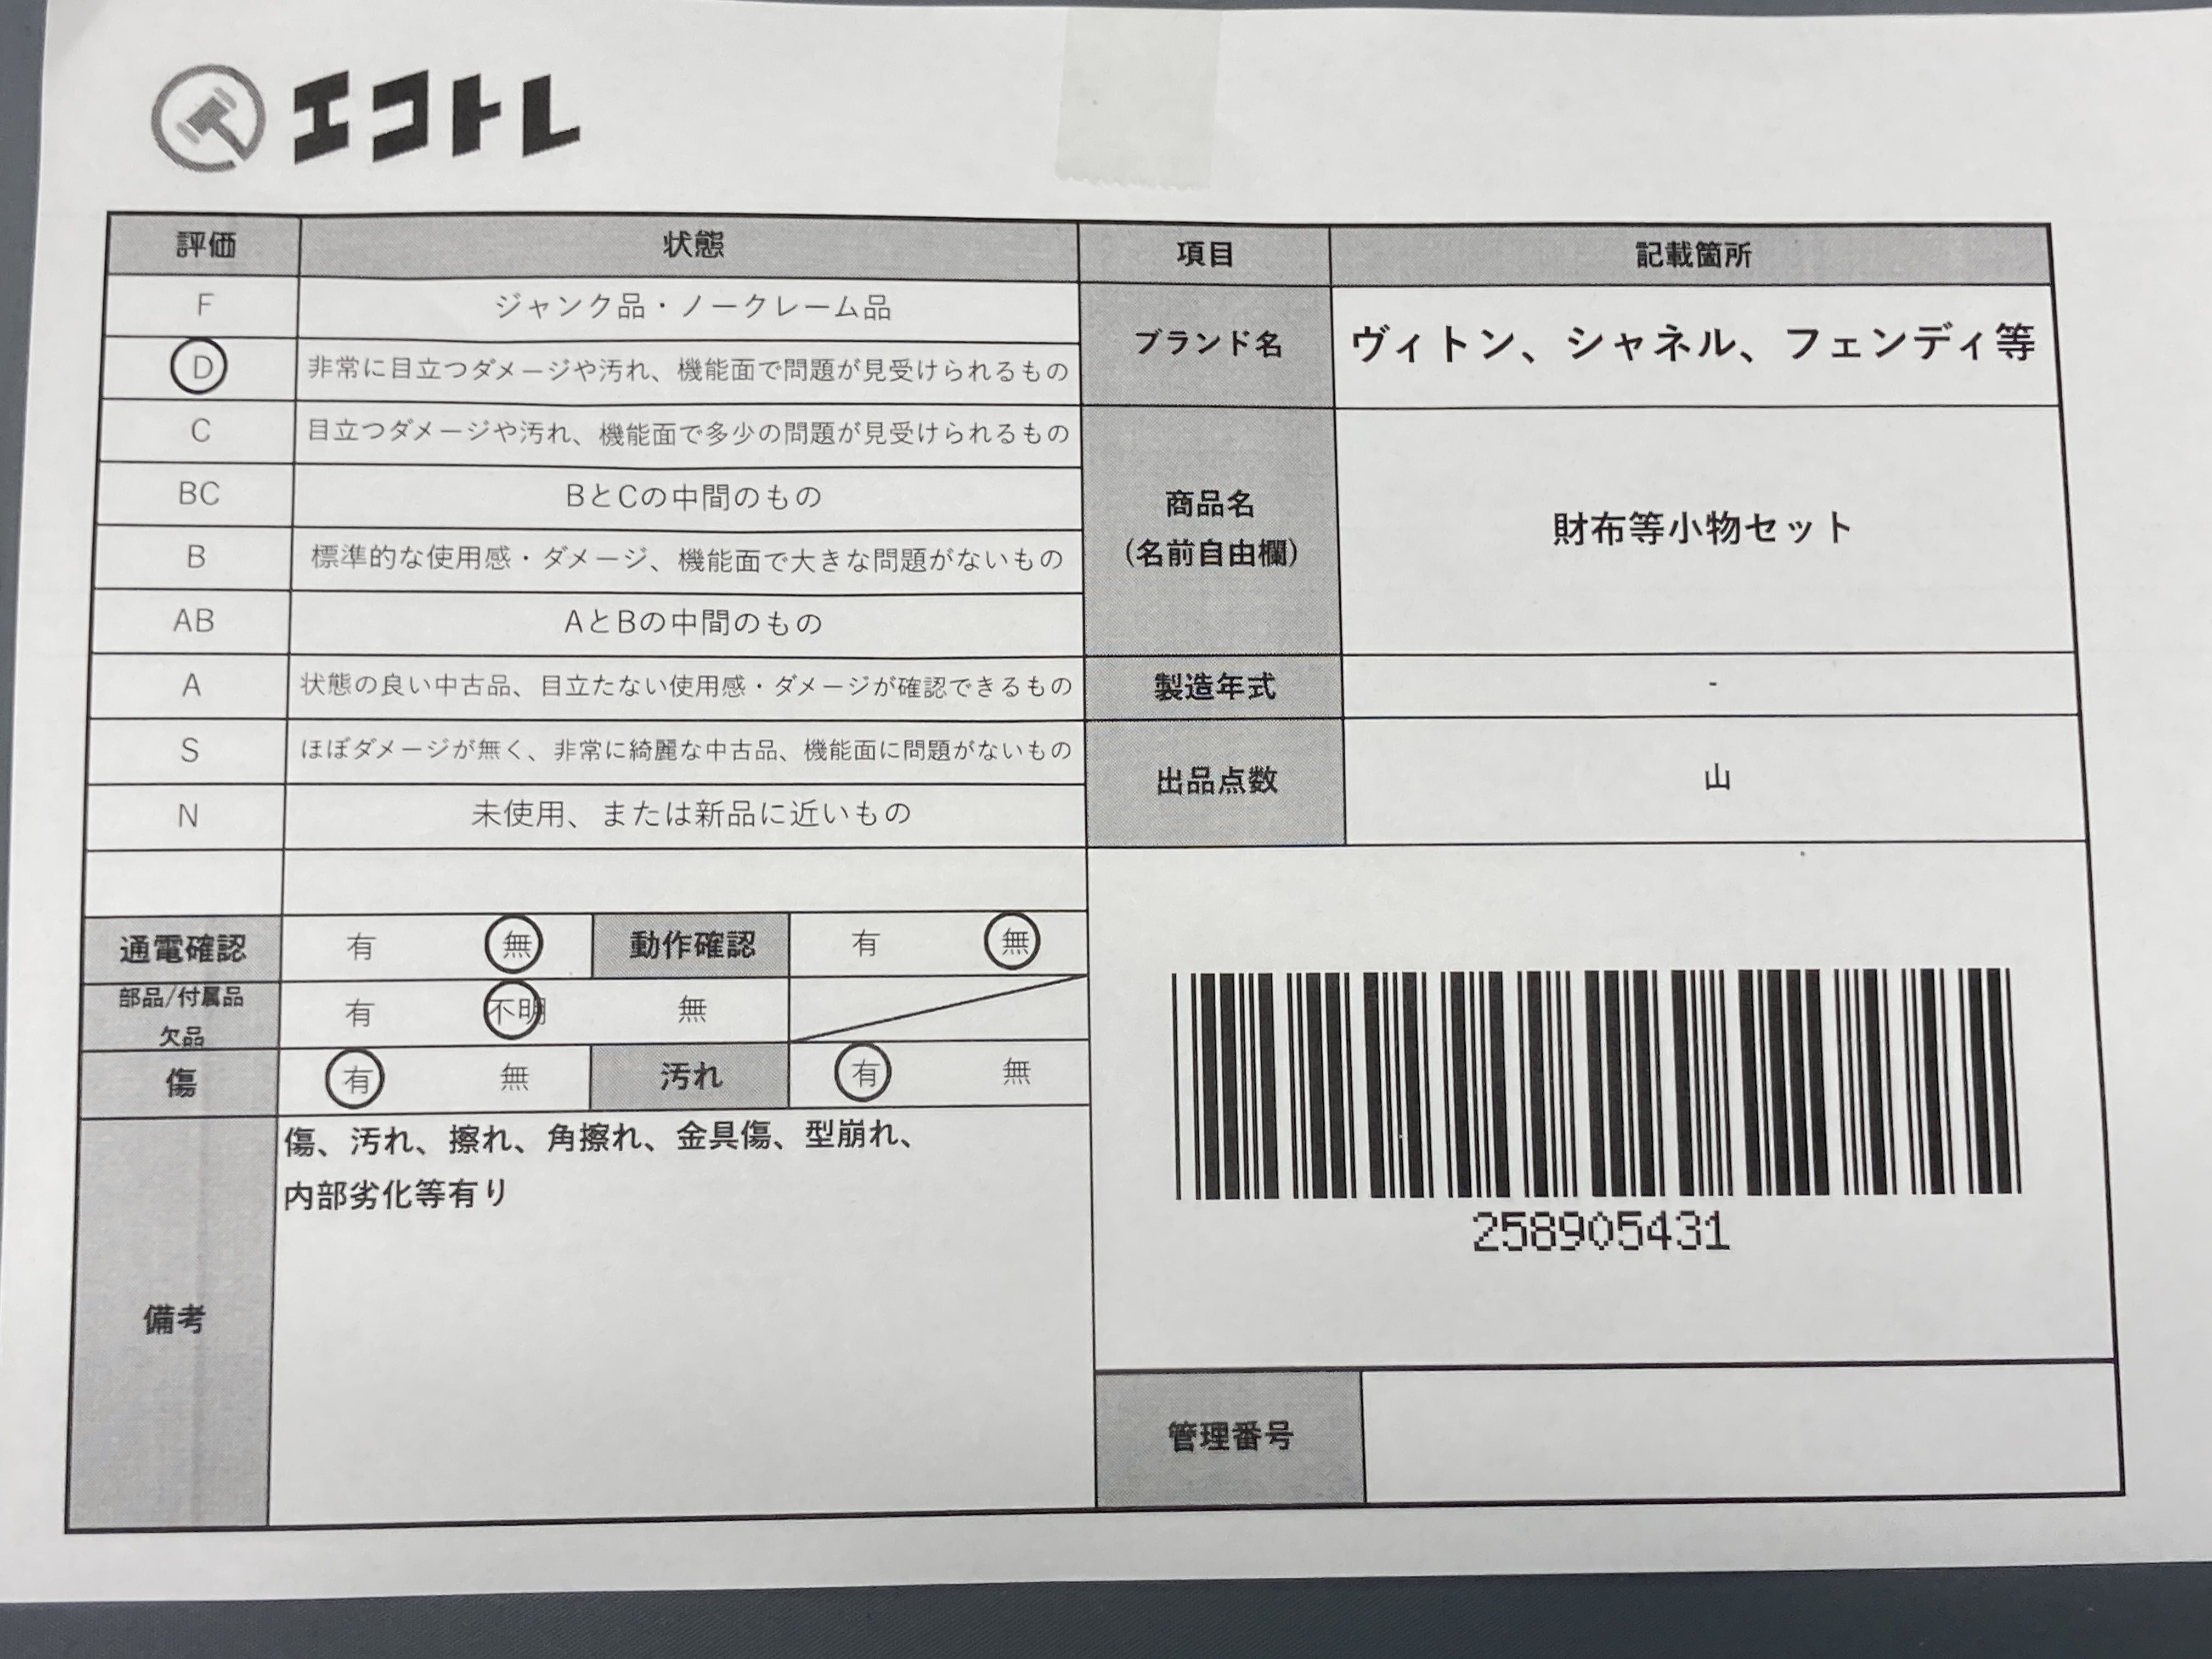 エコトレ
評価 状態 項目 記載箇所
F ジャンク品・ノークレーム品
D 非常に目立つダメージや汚れ、機能面で問題が見受けられるもの
ブランド名 ヴィトン、シャネル、フェンディ等
C 目立つダメージや汚れ、機能面で多少の問題が見受けられるもの
BC BとCの中間のもの
B 標準的な使用感・ダメージ、機能面で大きな問題がないもの
商品名
(名前自由欄)
財布等小物セット
AB AとBの中間のもの
A 状態の良い中古品、目立たない使用感・ダメージが確認できるもの
製造年式 -
S ほぼダメージが無く、非常に綺麗な中古品、機能面に問題がないもの
N 未使用、または新品に近いもの
出品点数 山
通電確認 有 無 動作確認 有 無
部品/付属品
欠品
有 不明 無
傷 有 無 汚れ 有 無
備考
傷、汚れ、擦れ、角擦れ、金具傷、型崩れ、
内部劣化等有り
258905431
管理番号